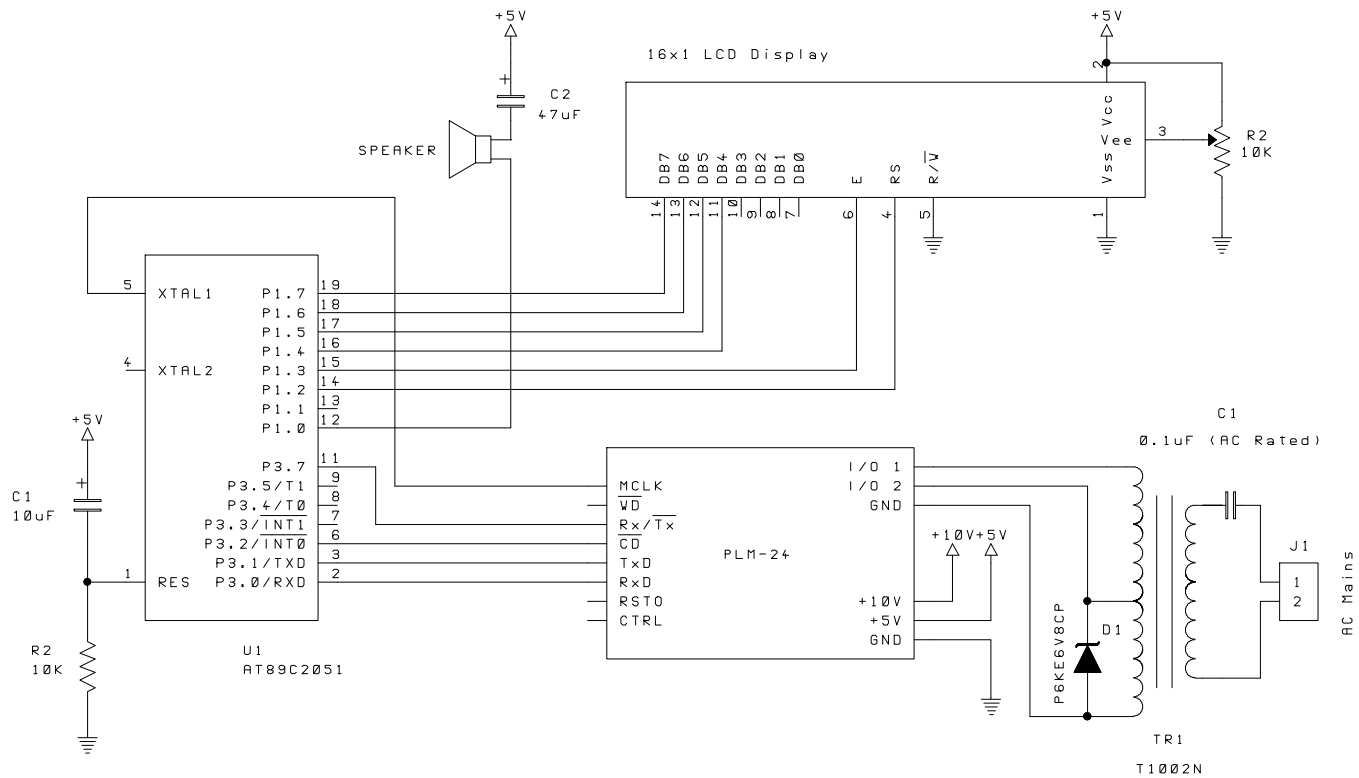 +5V
+5V
16x1 LCD Display
+
C2
47uF
SPEAKER
2
Vcc
Vee
Vss
3
R2
10K
DB7
DB6
DB5
DB4
DB3
DB2
DB1
DB0
E
RS
R/W
14
13
12
11
10
9
8
7
6
4
5
1
5
XTAL1
4
XTAL2
P1.7
19
P1.6
18
P1.5
17
P1.4
16
P1.3
15
P1.2
14
P1.1
13
P1.0
12
P3.7
11
P3.5/T1
9
P3.4/T0
8
P3.3/INT1
7
P3.2/INT0
6
P3.1/TXD
3
P3.0/RXD
2
1
RES
+5V
+
C1
10uF
R2
10K
U1
AT89C2051
MCLK
WD
Rx/Tx
CD
TxD
RxD
RSTO
CTRL
PLM-24
I/O 1
I/O 2
GND
+10V
+5V
GND
+10V
+5V
D1
P6KE6V8CP
C1
0.1uF (AC Rated)
J1
1
2
AC Mains
TR1
T1002N